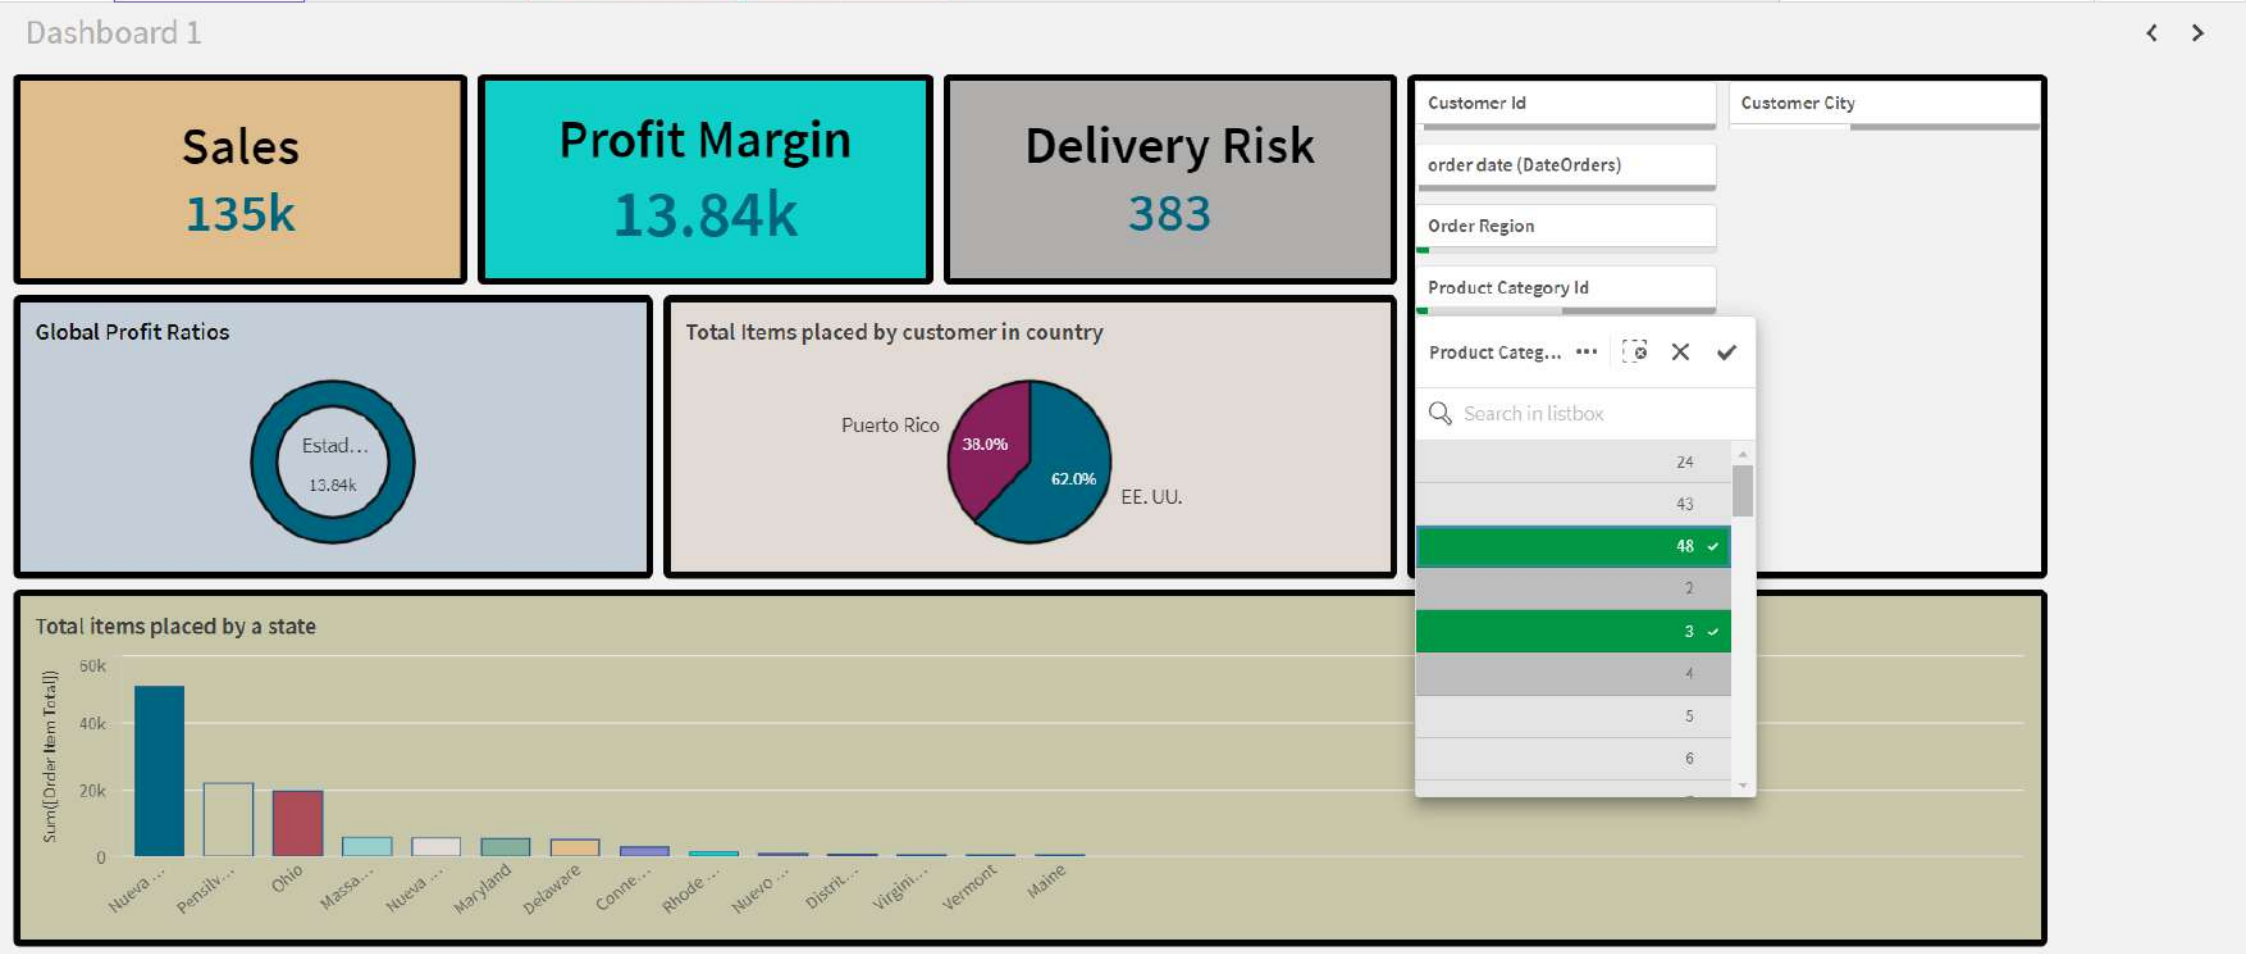 Dashboard 1
Sales
135k
Profit Margin
13.84k
Delivery Risk
383
Customer Id
Customer City
order date (DateOrders)
Order Region
Product Category Id
Product Categ...
Search in listbox
24
43
48
2
3
4
5
6
Global Profit Ratios
Estad...
13.84k
Total Items placed by customer in country
Puerto Rico
38.0%
62.0%
EE. UU.
Total items placed by a state
Sum([Order Item Total])
60k
40k
20k
0
Nueva ...
Pensilv...
Ohio
Massa...
Nueva ...
Maryland
Delaware
Conne...
Rhode ...
Nuevo ...
Distrit...
Virgini...
Vermont
Maine